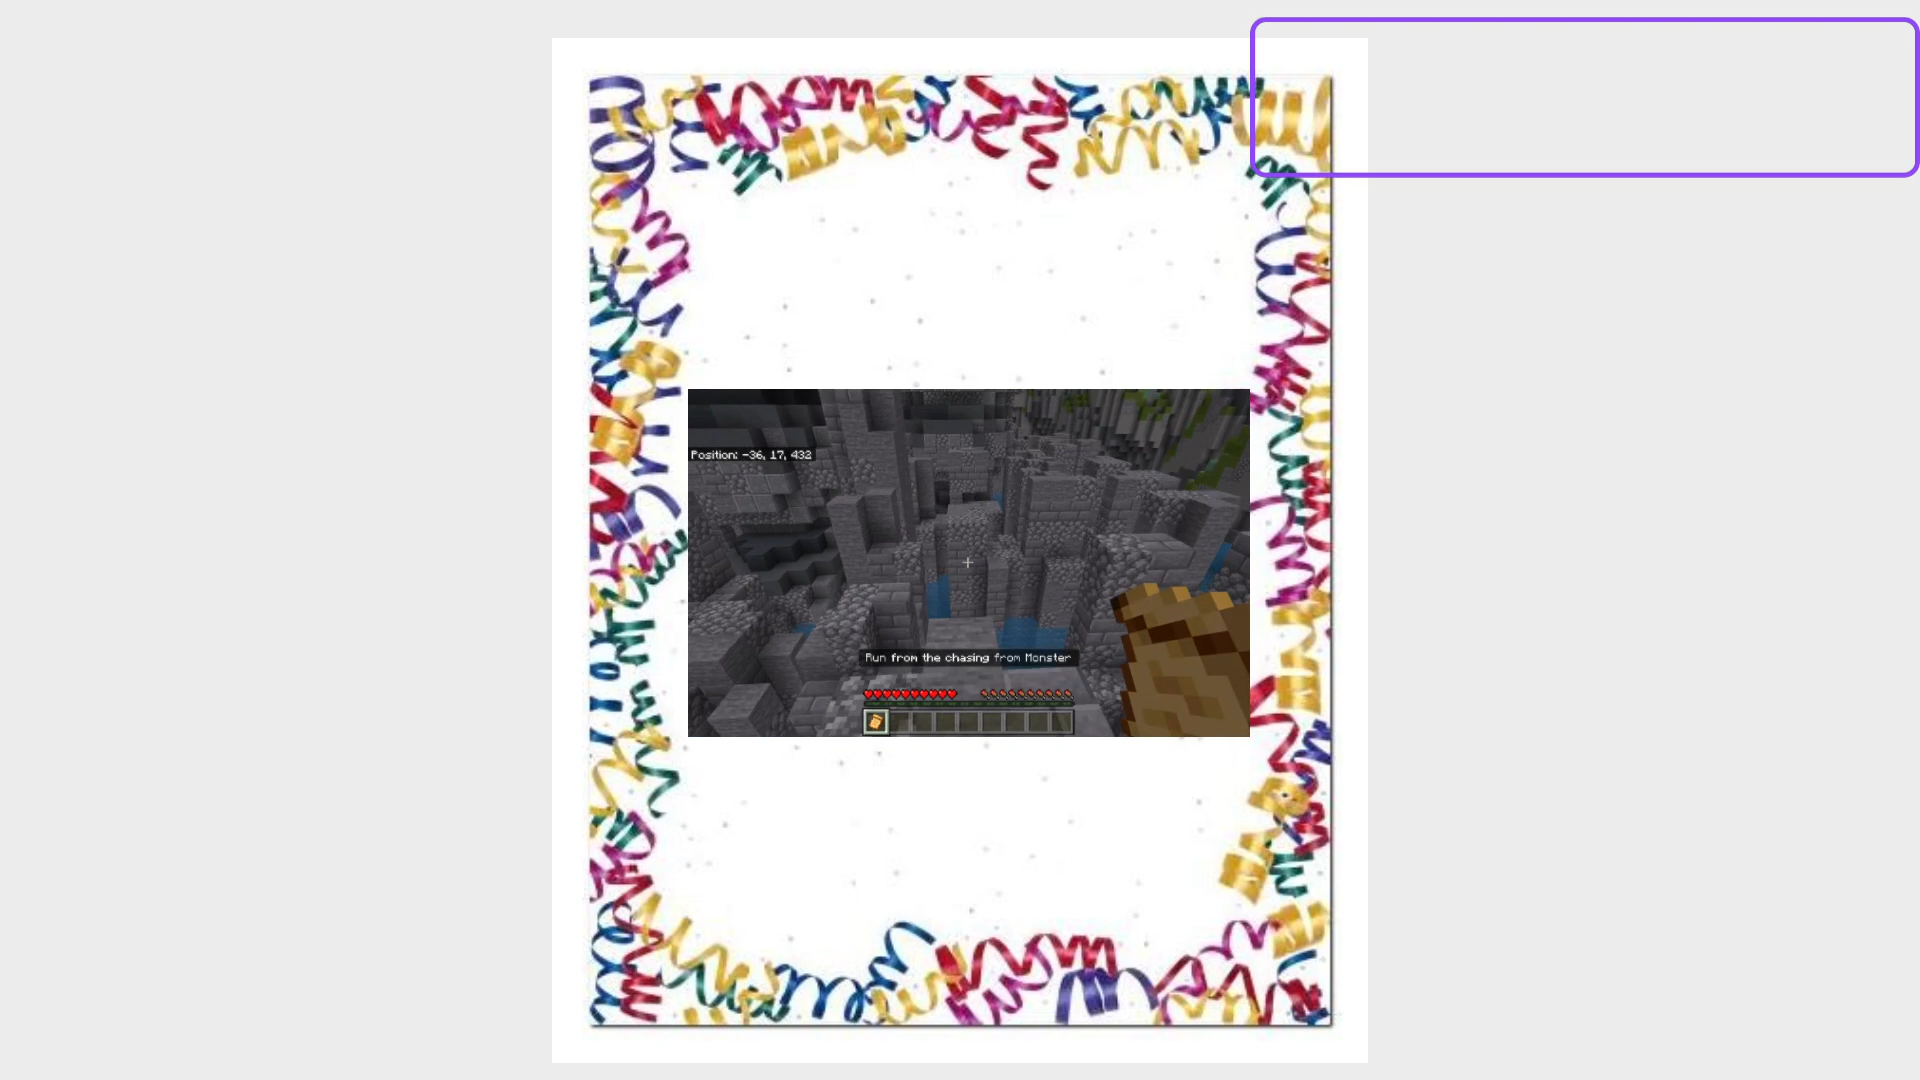 Position: -36, 17, 432
Run from the chasing from Monster